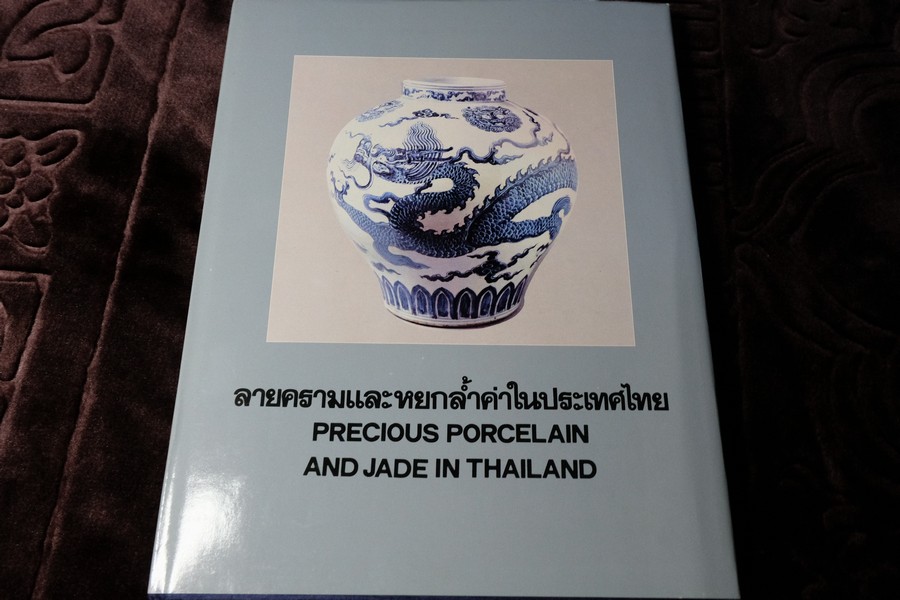 ลายครามและหยกล้ำค่าในประเทศไทย
PRECIOUS PORCELAIN
AND JADE IN THAILAND